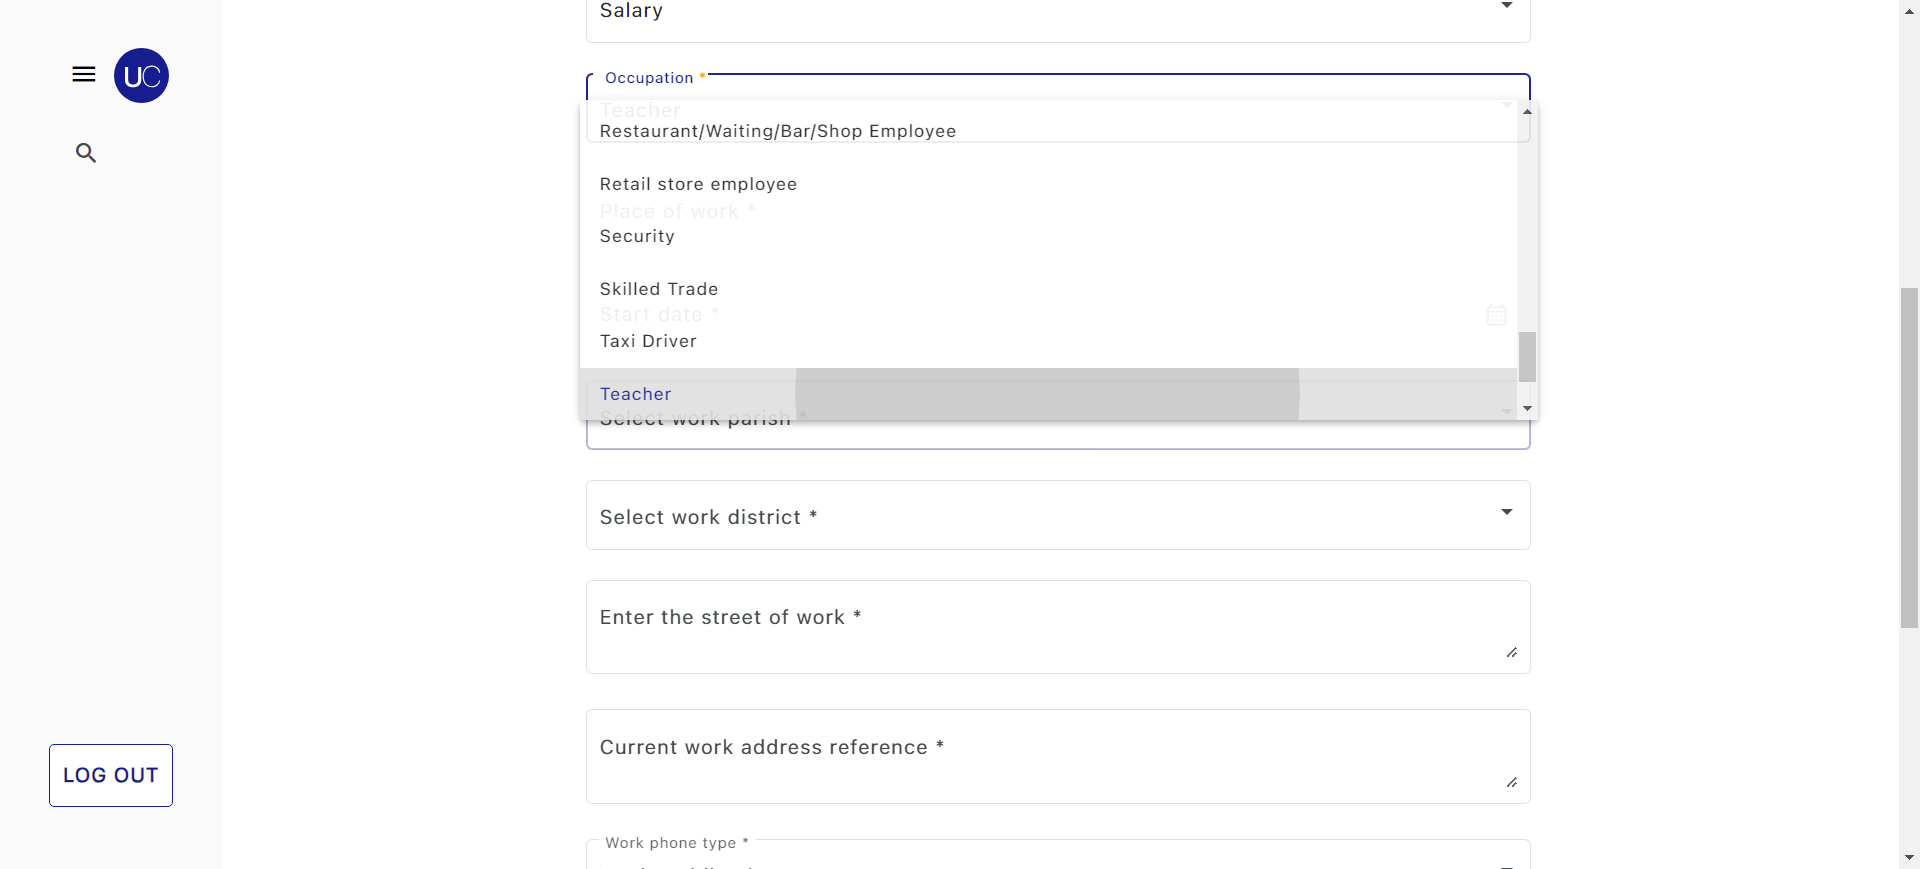 Salary
UC
Occupation *
Teacher
Restaurant/Waiting/Bar/Shop Employee
Retail store employee
Place of work *
Security
Skilled Trade
Start date *
Taxi Driver
Teacher
Select work parish *
Select work district *
Enter the street of work *
Current work address reference *
LOG OUT
Work phone type *